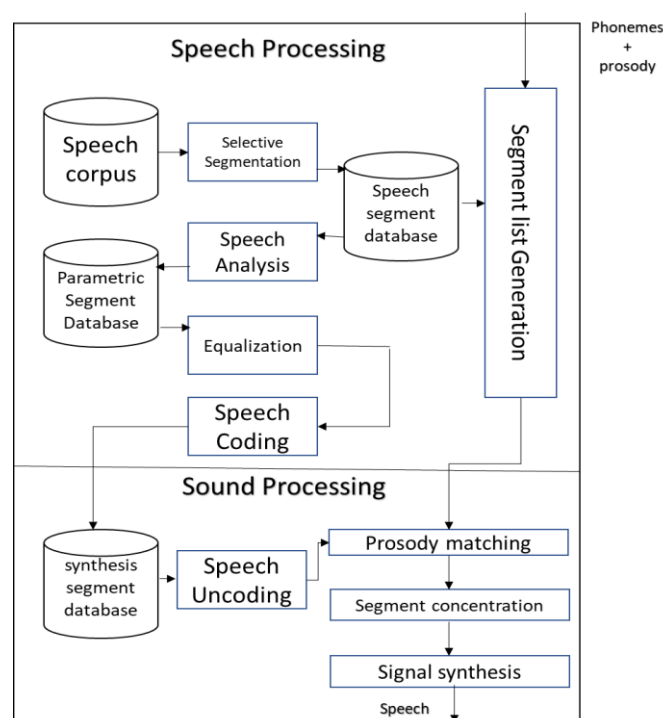 Speech Processing
Phonemes
+
prosody
Speech
corpus
Selective
Segmentation
Speech
segment
database
Segment list Generation
Speech
Analysis
Parametric
Segment
Database
Equalization
Speech
Coding
Sound Processing
synthesis
segment
database
Speech
Uncoding
Prosody matching
Segment concentration
Signal synthesis
Speech